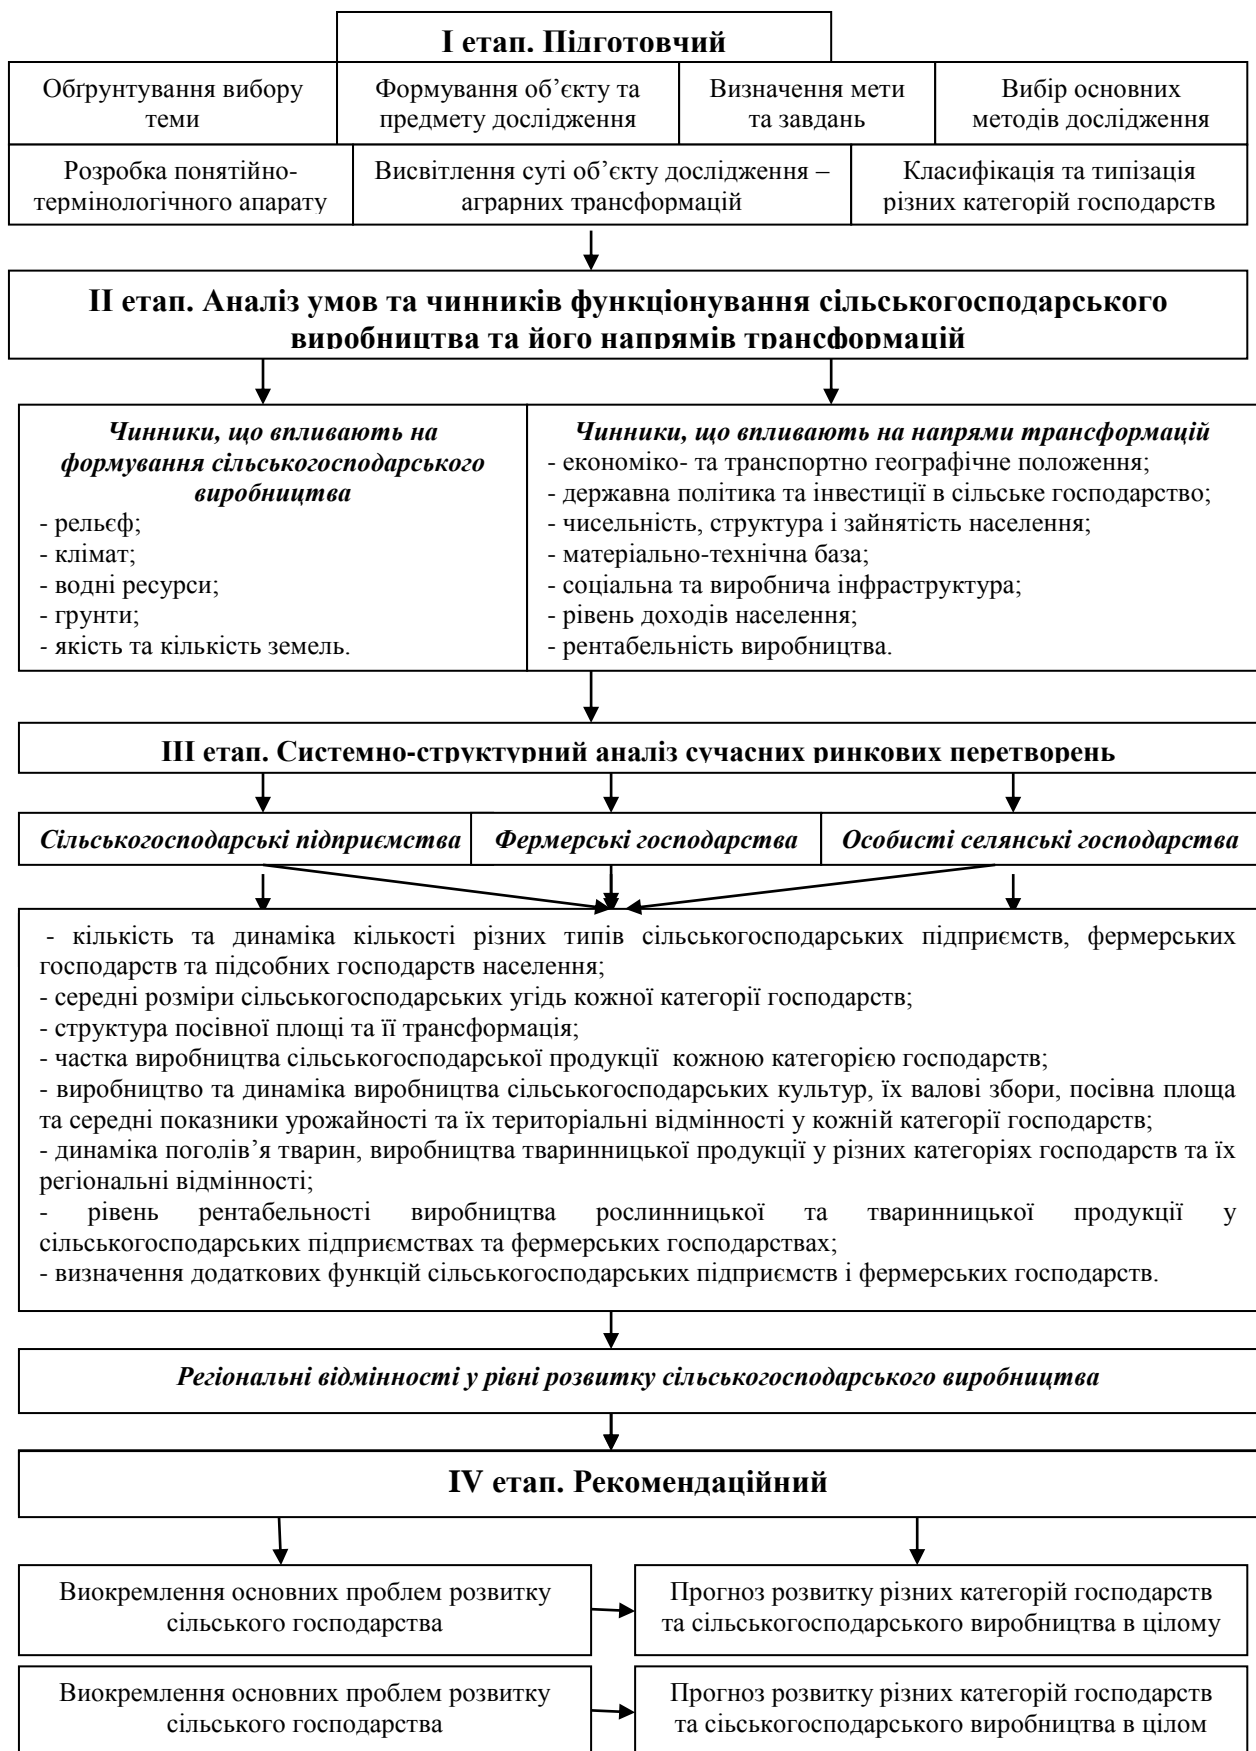 І етап. Підготовчий
Обґрунтування вибору
теми
Формування об’єкту та
предмету дослідження
Визначення мети
та завдань
Вибір основних
методів дослідження
Розробка понятійно-
термінологічного апарату
Висвітлення суті об’єкту дослідження –
аграрних трансформацій
Класифікація та типізація
різних категорій господарств
ІІ етап. Аналіз умов та чинників функціонування сільськогосподарського
виробництва та його напрямів трансформацій
Чинники, що впливають на
формування сільськогосподарського
виробництва
- рельєф;
- клімат;
- водні ресурси;
- грунти;
- якість та кількість земель.
Чинники, що впливають на напрями трансформацій
- економіко- та транспортно географічне положення;
- державна політика та інвестиції в сільське господарство;
- чисельність, структура і зайнятість населення;
- матеріально-технічна база;
- соціальна та виробнича інфраструктура;
- рівень доходів населення;
- рентабельність виробництва.
ІІІ етап. Системно-структурний аналіз сучасних ринкових перетворень
Сільськогосподарські підприємства
Фермерські господарства
Особисті селянські господарства
- кількість та динаміка кількості різних типів сільськогосподарських підприємств, фермерських
господарств та підсобних господарств населення;
- середні розміри сільськогосподарських угідь кожної категорії господарств;
- структура посівної площі та її трансформація;
- частка виробництва сільськогосподарської продукції кожною категорією господарств;
- виробництво та динаміка виробництва сільськогосподарських культур, їх валові збори, посівна площа
та середні показники урожайності та їх територіальні відмінності у кожній категорії господарств;
- динаміка поголів’я тварин, виробництва тваринницької продукції у різних категоріях господарств та їх
регіональні відмінності;
- рівень рентабельності виробництва рослинницької та тваринницької продукції у
сільськогосподарських підприємствах та фермерських господарствах;
- визначення додаткових функцій сільськогосподарських підприємств і фермерських господарств.
Регіональні відмінності у рівні розвитку сільськогосподарського виробництва
IV етап. Рекомендаційний
Виокремлення основних проблем розвитку
сільського господарства
Прогноз розвитку різних категорій господарств
та сільськогосподарського виробництва в цілому
Виокремлення основних проблем розвитку
сільського господарства
Прогноз розвитку різних категорій господарств
та сіьськогосподарського виробництва в цілом